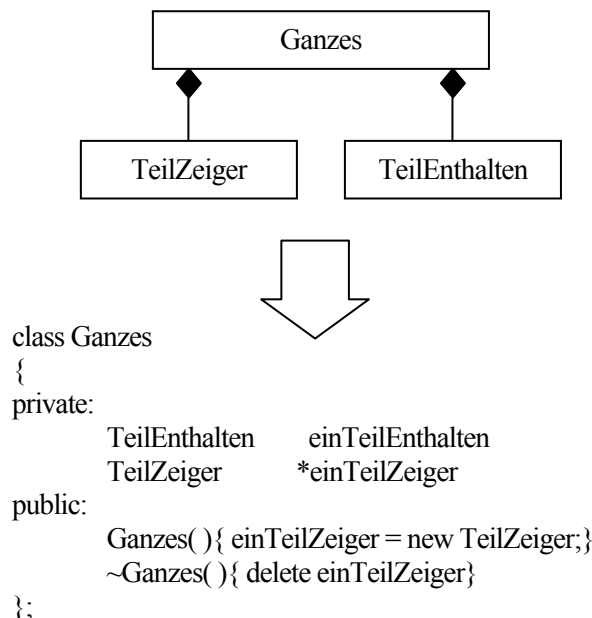 Ganzes
TeilZeiger TeilEnthalten
class Ganzes
{
private:
TeilEnthalten einTeilEnthalten
TeilZeiger *einTeilZeiger
public:
Ganzes( ){ einTeilZeiger = new TeilZeiger;}
~Ganzes( ){ delete einTeilZeiger}
};